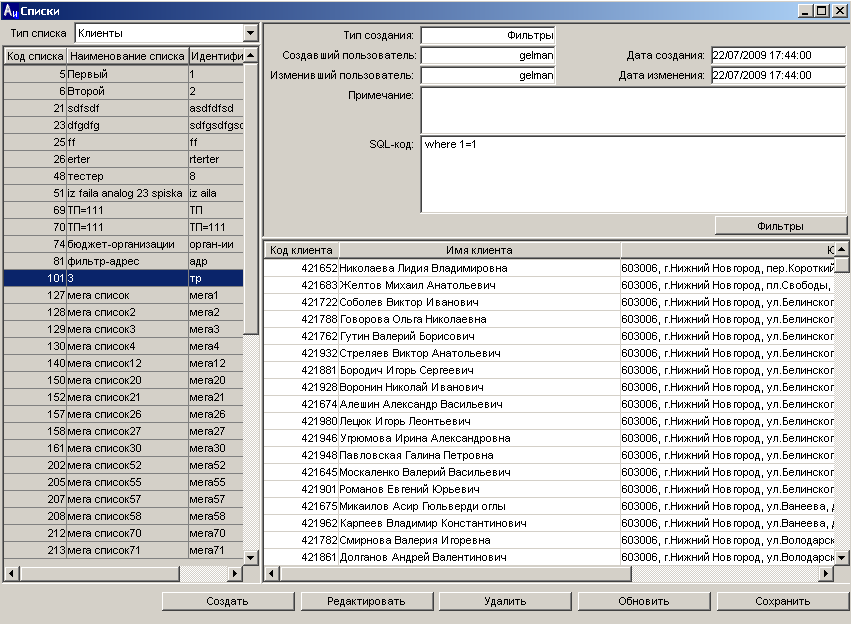 Списки
Тип списка Клиенты
Код списка Наименование списка Идентифи
5 Первый 1
6 Второй 2
21 sdfsdf asdfdfsd
23 dfgdfg sdfgsdfgsc
25 ff ff
26 erter rterter
48 тестер 8
51 iz faila analog 23 spiska iz aila
69 ТП=111 ТП
70 ТП=111 ТП=111
74 бюджет-организации орган-ии
81 фильтр-адрес адр
101 3 тр
127 мега список мега1
128 мега список2 мега2
129 мега список3 мега3
130 мега список4 мега4
140 мега список12 мега12
150 мега список20 мега20
152 мега список21 мега21
157 мега список26 мега26
158 мега список27 мега27
161 мега список30 мега30
202 мега список52 мега52
205 мега список55 мега55
207 мега список57 мега57
208 мега список58 мега58
212 мега список70 мега70
213 мега список71 мега71
Тип создания: Фильтры
Создавший пользователь: gelman Дата создания: 22/07/2009 17:44:00
Изменивший пользователь: gelman Дата изменения: 22/07/2009 17:44:00
Примечание:
SQL-код: where 1=1
Фильтры
Код клиента Имя клиента
421652 Николаева Лидия Владимировна 603006, г.Нижний Новгород, пер.Короткий
421683 Желтов Михаил Анатольевич 603006, г.Нижний Новгород, пл.Свободы,
421722 Соболев Виктор Иванович 603006, г.Нижний Новгород, ул.Белинског
421788 Говорова Ольга Николаевна 603006, г.Нижний Новгород, ул.Белинског
421762 Гутин Валерий Борисович 603006, г.Нижний Новгород, ул.Белинског
421932 Стреляев Виктор Анатольевич 603006, г.Нижний Новгород, ул.Белинског
421881 Бородич Игорь Сергеевич 603006, г.Нижний Новгород, ул.Белинског
421928 Воронин Николай Иванович 603006, г.Нижний Новгород, ул.Белинског
421674 Алешин Александр Васильевич 603006, г.Нижний Новгород, ул.Белинског
421980 Лецюк Игорь Леонтьевич 603006, г.Нижний Новгород, ул.Белинског
421946 Угрюмова Ирина Александровна 603006, г.Нижний Новгород, ул.Белинског
421948 Павловская Галина Петровна 603006, г.Нижний Новгород, ул.Белинског
421645 Москаленко Валерий Васильевич 603006, г.Нижний Новгород, ул.Белинског
421901 Романов Евгений Юрьевич 603006, г.Нижний Новгород, ул.Белинског
421675 Микаилов Асир Гюльверди оглы 603006, г.Нижний Новгород, ул.Ванеева, д
421962 Карпеев Владимир Константинович 603006, г.Нижний Новгород, ул.Ванеева, д
421782 Смирнова Валерия Игоревна 603006, г.Нижний Новгород, ул.Володарск
421861 Долганов Андрей Валентинович 603006, г.Нижний Новгород, ул.Володарск
Создать Редактировать Удалить Обновить Сохранить